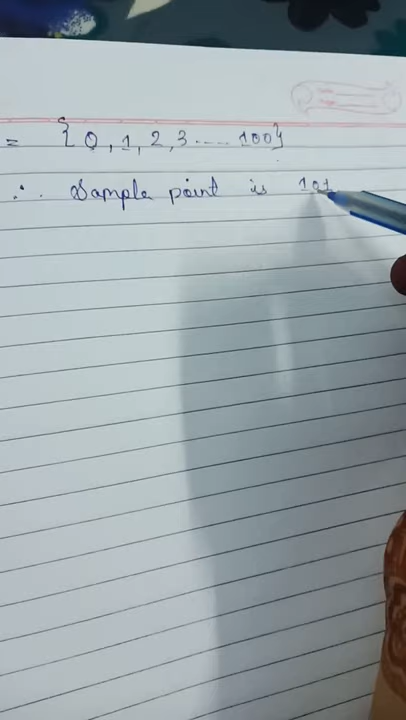 = {0, 1, 2, 3 .... 100}
∴ Sample point is 101